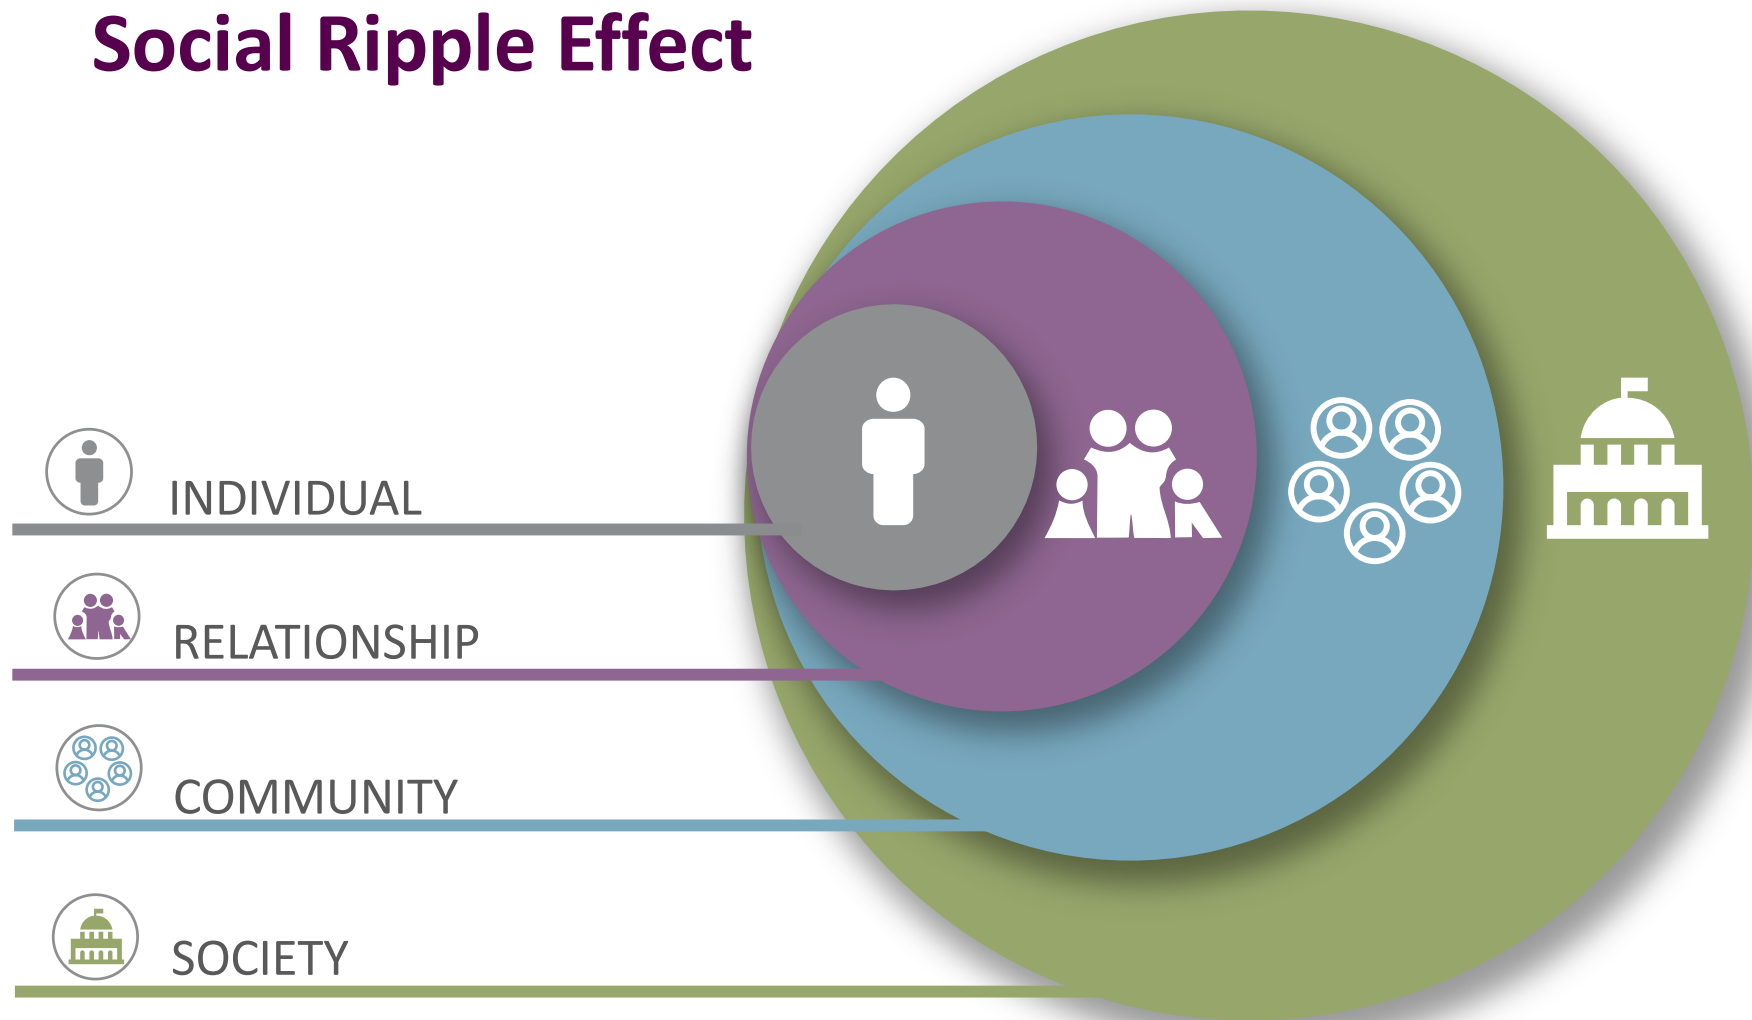 Social Ripple Effect
INDIVIDUAL
RELATIONSHIP
COMMUNITY
SOCIETY